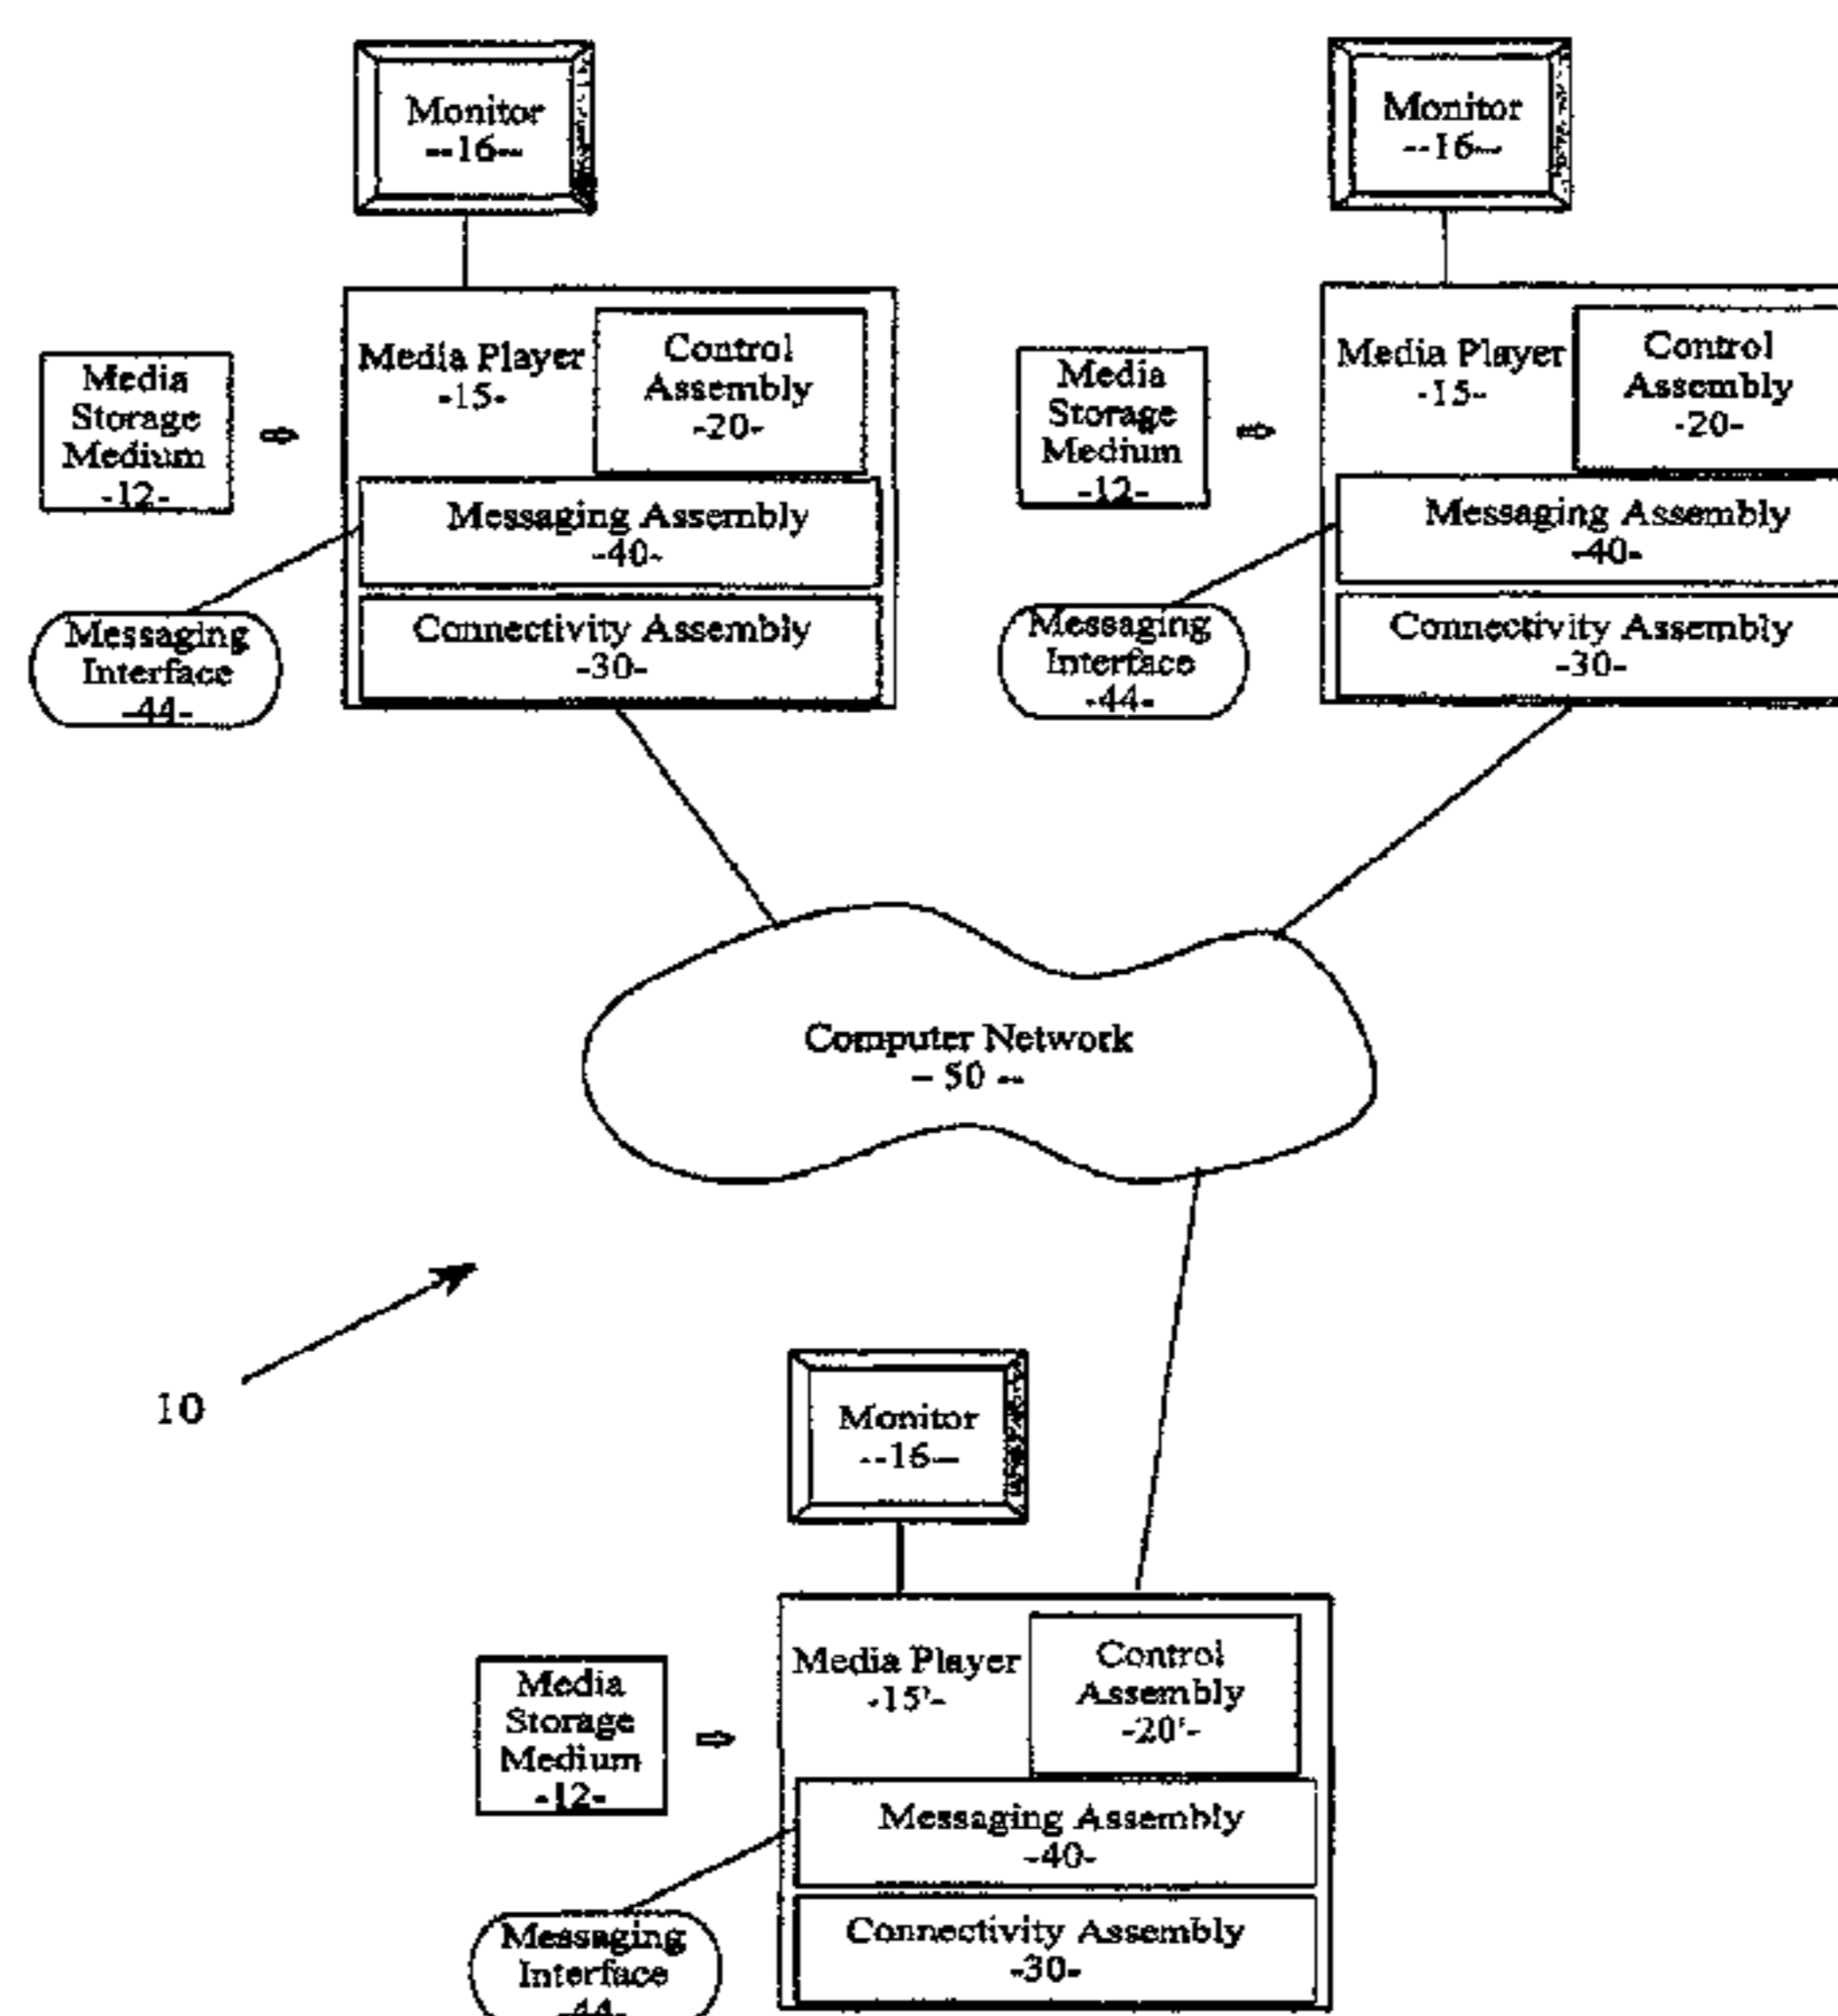 Monitor
--16--
Monitor
--16--
Media
Storage
Medium
-12-
Media Player
-15-
Control
Assembly
-20-
Messaging Assembly
-40-
Connectivity Assembly
-30-
Messaging
Interface
-44-
Media
Storage
Medium
-12-
Media Player
-15-
Control
Assembly
-20-
Messaging Assembly
-40-
Connectivity Assembly
-30-
Messaging
Interface
-44-
Computer Network
-- 50 --
10
Monitor
--16--
Media
Storage
Medium
-12-
Media Player
-15'-
Control
Assembly
-20'-
Messaging Assembly
-40-
Connectivity Assembly
-30-
Messaging
Interface
-44-